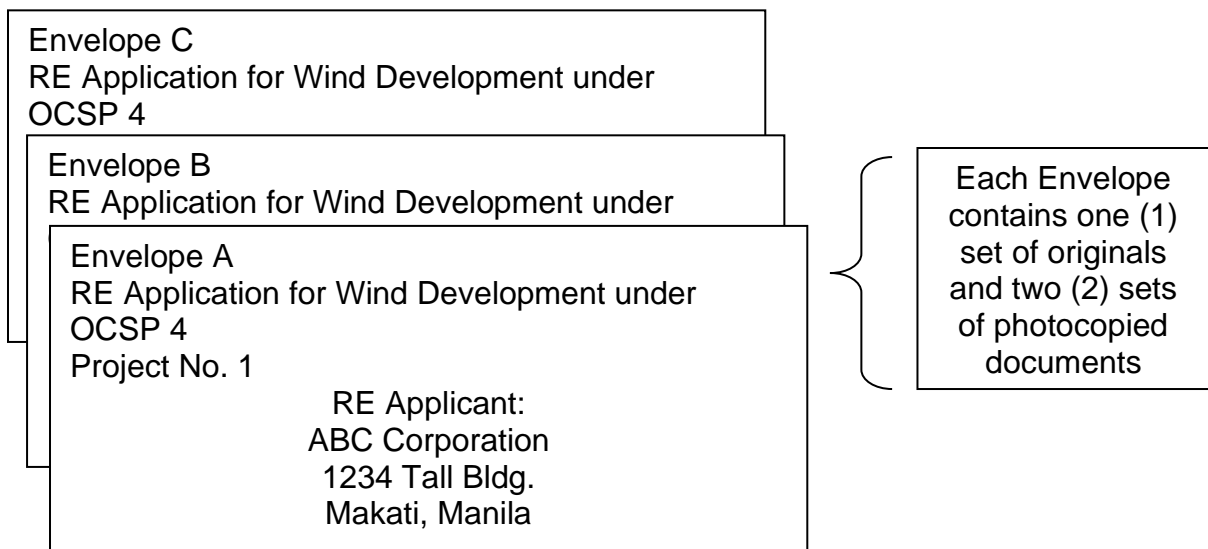 Envelope C
RE Application for Wind Development under
OCSP 4
Envelope B
RE Application for Wind Development under
Envelope A
RE Application for Wind Development under
OCSP 4
Project No. 1
RE Applicant:
ABC Corporation
1234 Tall Bldg.
Makati, Manila
Each Envelope
contains one (1)
set of originals
and two (2) sets
of photocopied
documents